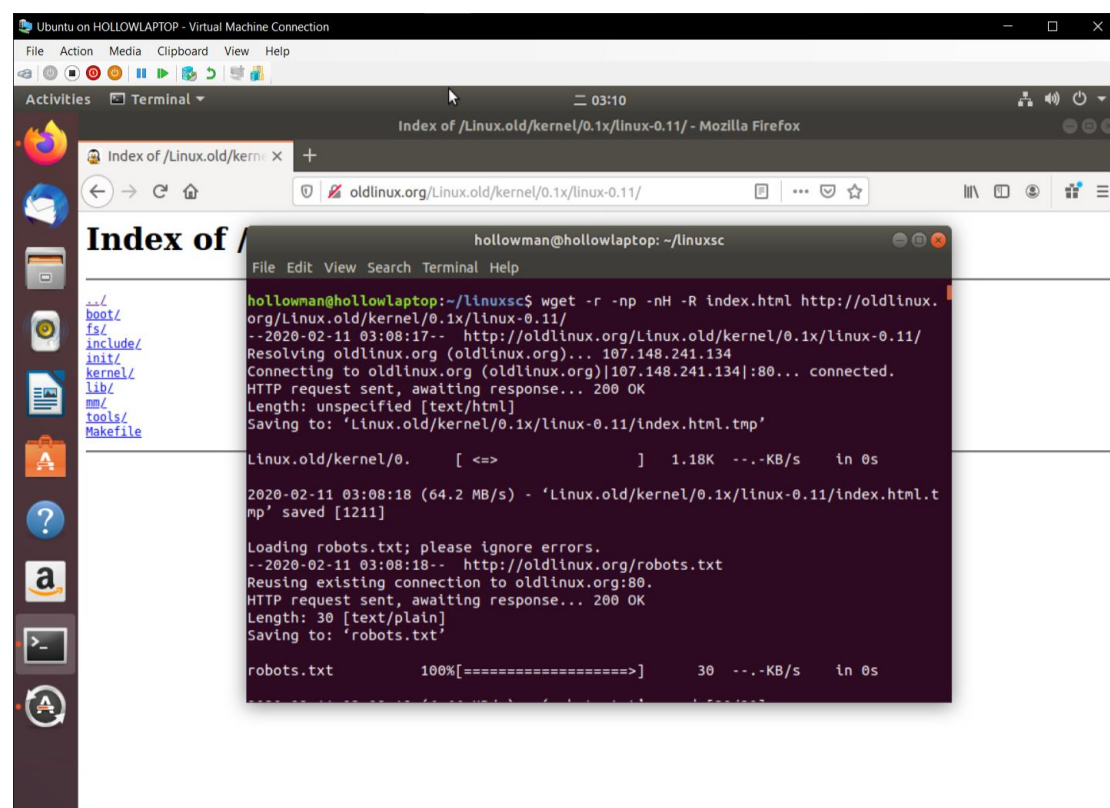 Ubuntu on HOLLOWLAPTOP - Virtual Machine Connection
File Action Media Clipboard View Help
Activities Terminal 二 03:10
Index of /Linux.old/kernel/0.1x/linux-0.11/ - Mozilla Firefox
Index of /Linux.old/kerne
oldlinux.org/Linux.old/kernel/0.1x/linux-0.11/
Index of /
../
boot/
fs/
include/
init/
kernel/
lib/
mm/
tools/
Makefile
hollowman@hollowlaptop: ~/linuxsc
File Edit View Search Terminal Help
hollowman@hollowlaptop:~/linuxsc$ wget -r -np -nH -R index.html http://oldlinux.
org/Linux.old/kernel/0.1x/linux-0.11/
--2020-02-11 03:08:17-- http://oldlinux.org/Linux.old/kernel/0.1x/linux-0.11/
Resolving oldlinux.org (oldlinux.org)... 107.148.241.134
Connecting to oldlinux.org (oldlinux.org)|107.148.241.134|:80... connected.
HTTP request sent, awaiting response... 200 OK
Length: unspecified [text/html]
Saving to: ‘Linux.old/kernel/0.1x/linux-0.11/index.html.tmp’
Linux.old/kernel/0. [ <=> ] 1.18K --.-KB/s in 0s
2020-02-11 03:08:18 (64.2 MB/s) - ‘Linux.old/kernel/0.1x/linux-0.11/index.html.t
mp’ saved [1211]
Loading robots.txt; please ignore errors.
--2020-02-11 03:08:18-- http://oldlinux.org/robots.txt
Reusing existing connection to oldlinux.org:80.
HTTP request sent, awaiting response... 200 OK
Length: 30 [text/plain]
Saving to: ‘robots.txt’
robots.txt 100%[===================>] 30 --.-KB/s in 0s